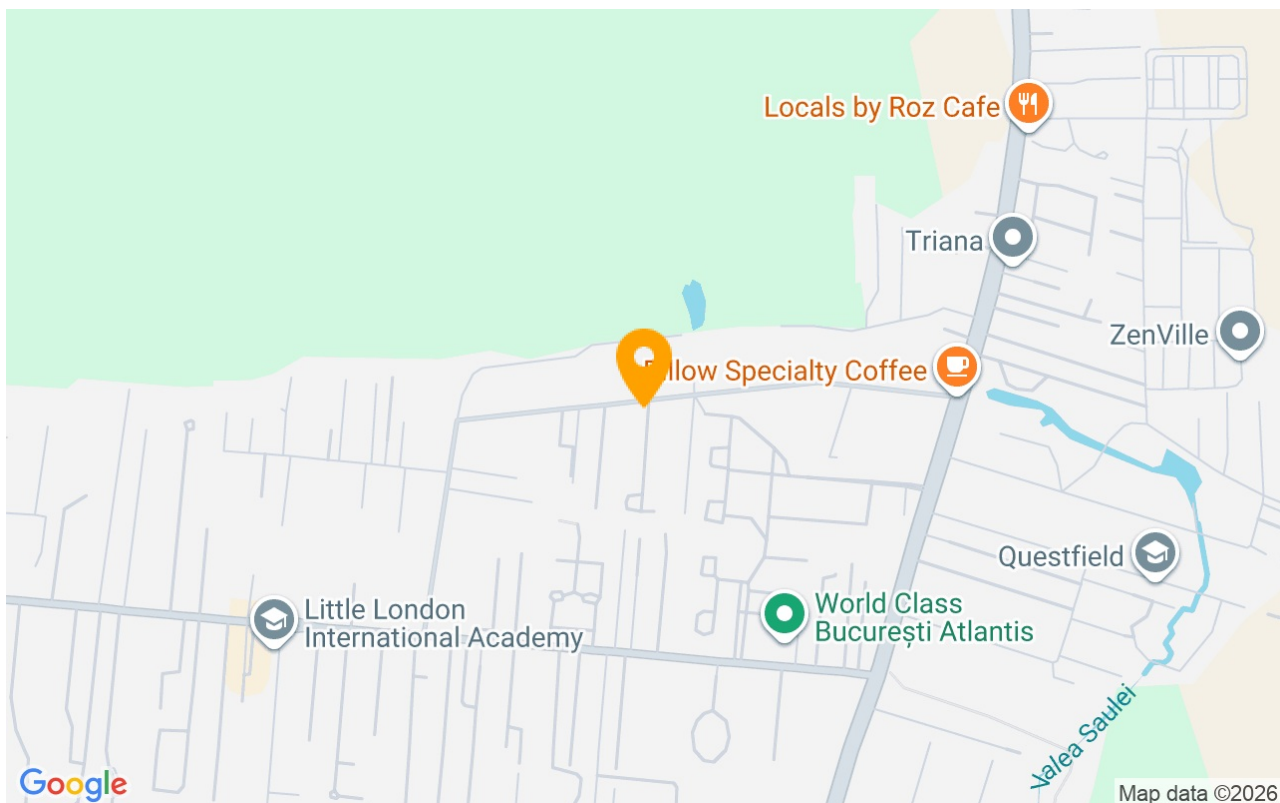 Locals by Roz Cafe
Triana
ZenVille
llow Specialty Coffee
Questfield
Little London
International Academy
World Class
București Atlantis
Valea Saulei
Google
Map data ©2026